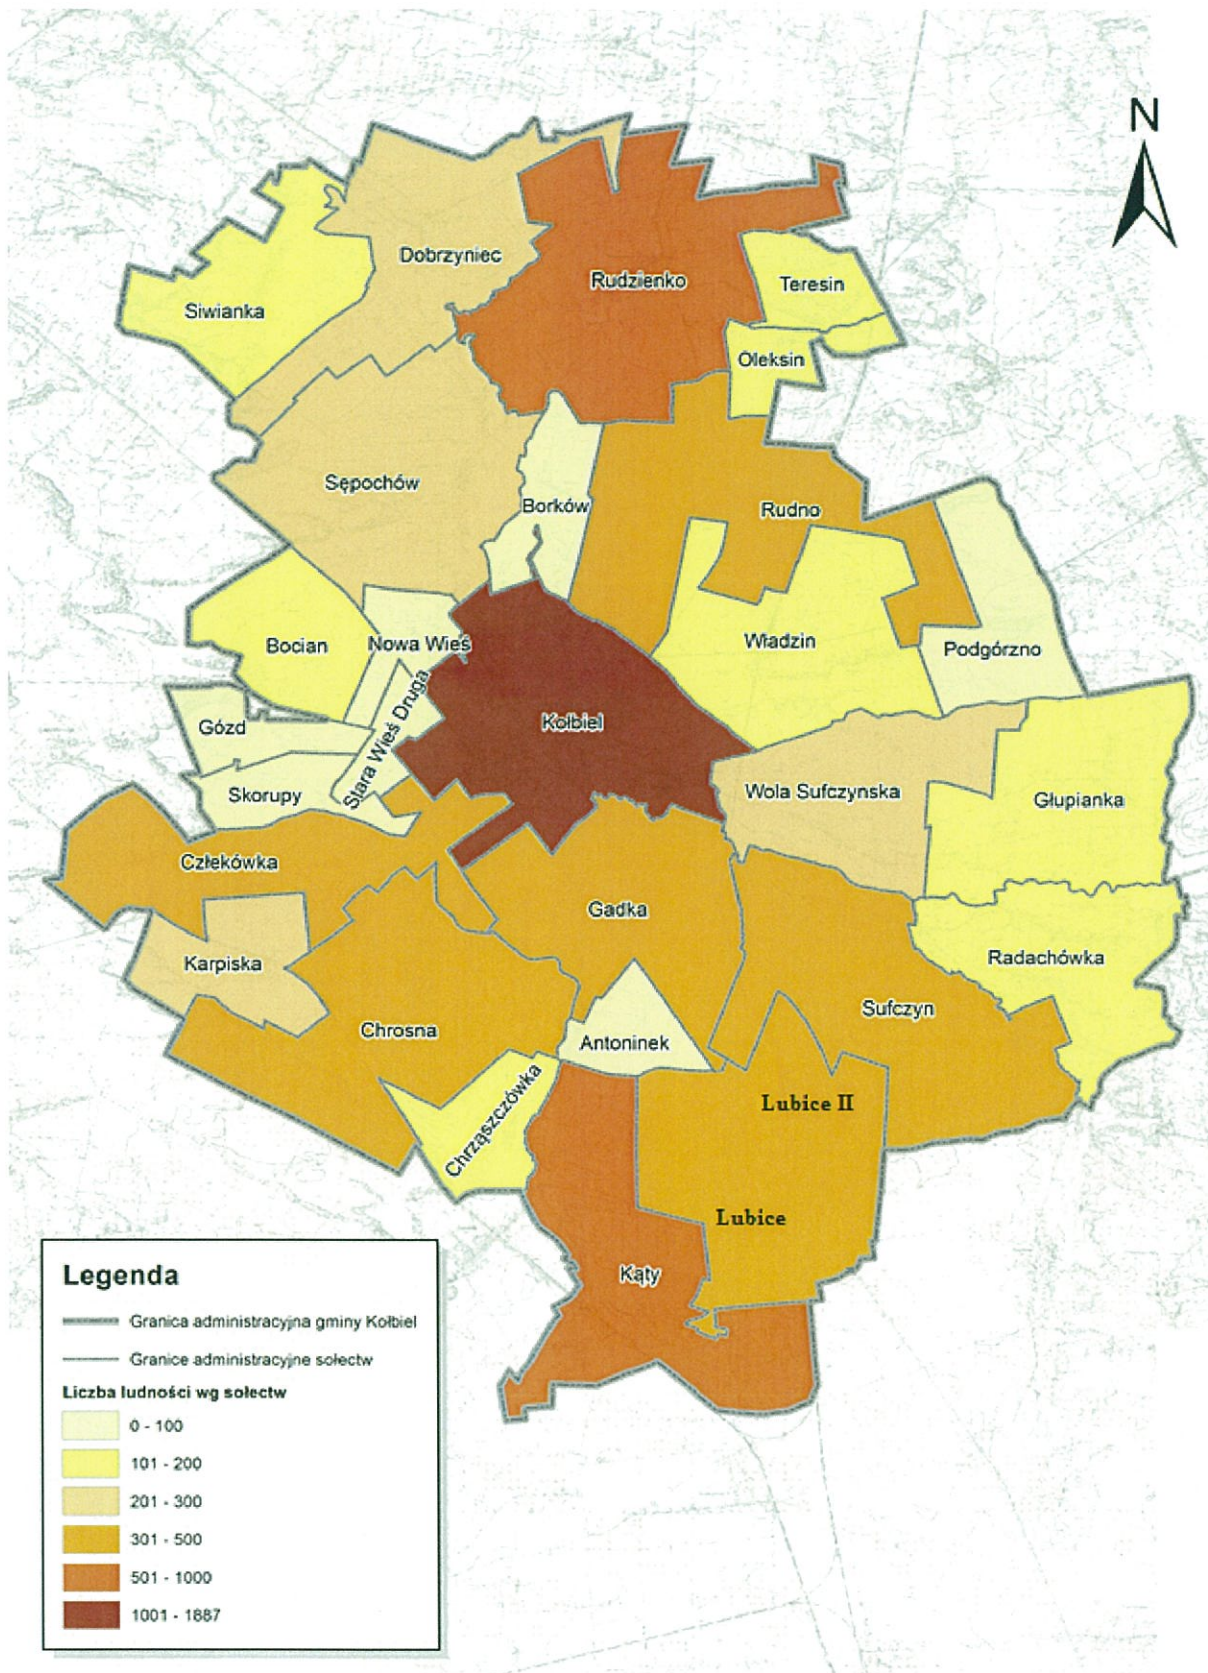 N
Dobrzyniec
Rudzienko
Teresin
Siwianka
Oleksin
Sępochów
Borków
Rudno
Bocian
Nowa Wieś
Władzin
Podgórzno
Stara Wieś Druga
Gózd
Kołbiel
Skorupy
Wola Sufczynska
Głupianka
Człekówka
Gadka
Karpiska
Radachówka
Chrosna
Sufczyn
Antoninek
Chrząszczówka
Lubice II
Lubice
Kąty
Legenda
Granica administracyjna gminy Kołbiel
Granice administracyjne sołectw
Liczba ludności wg sołectw
0 - 100
101 - 200
201 - 300
301 - 500
501 - 1000
1001 - 1887